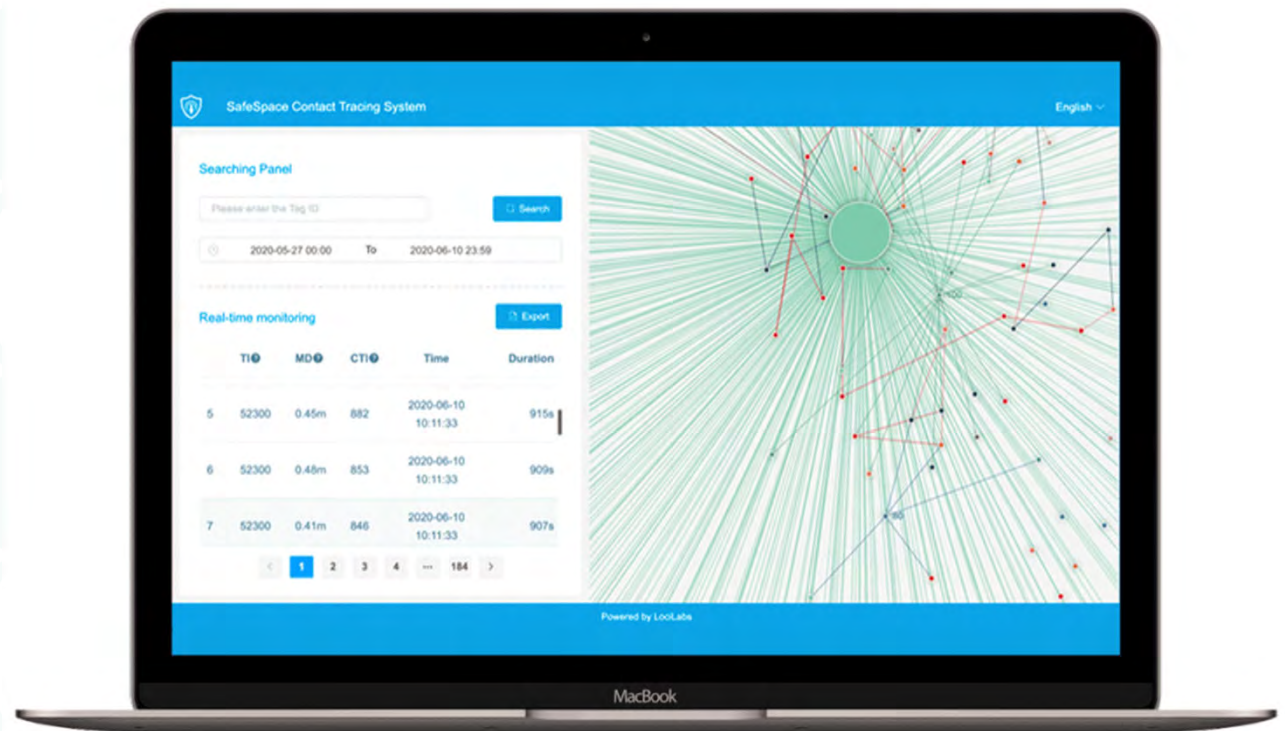 SafeSpace Contact Tracing System
English
Searching Panel
Please enter the Tag ID
Search
2020-05-27 00:00 To 2020-06-10 23:59
Real-time monitoring
Export
TI MD CTI Time Duration
5 52300 0.45m 882 2020-06-10 10:11:33 915s
6 52300 0.48m 853 2020-06-10 10:11:33 909s
7 52300 0.41m 846 2020-06-10 10:11:33 907s
1 2 3 4 ... 184 >
100
80
Powered by LooLabs
MacBook